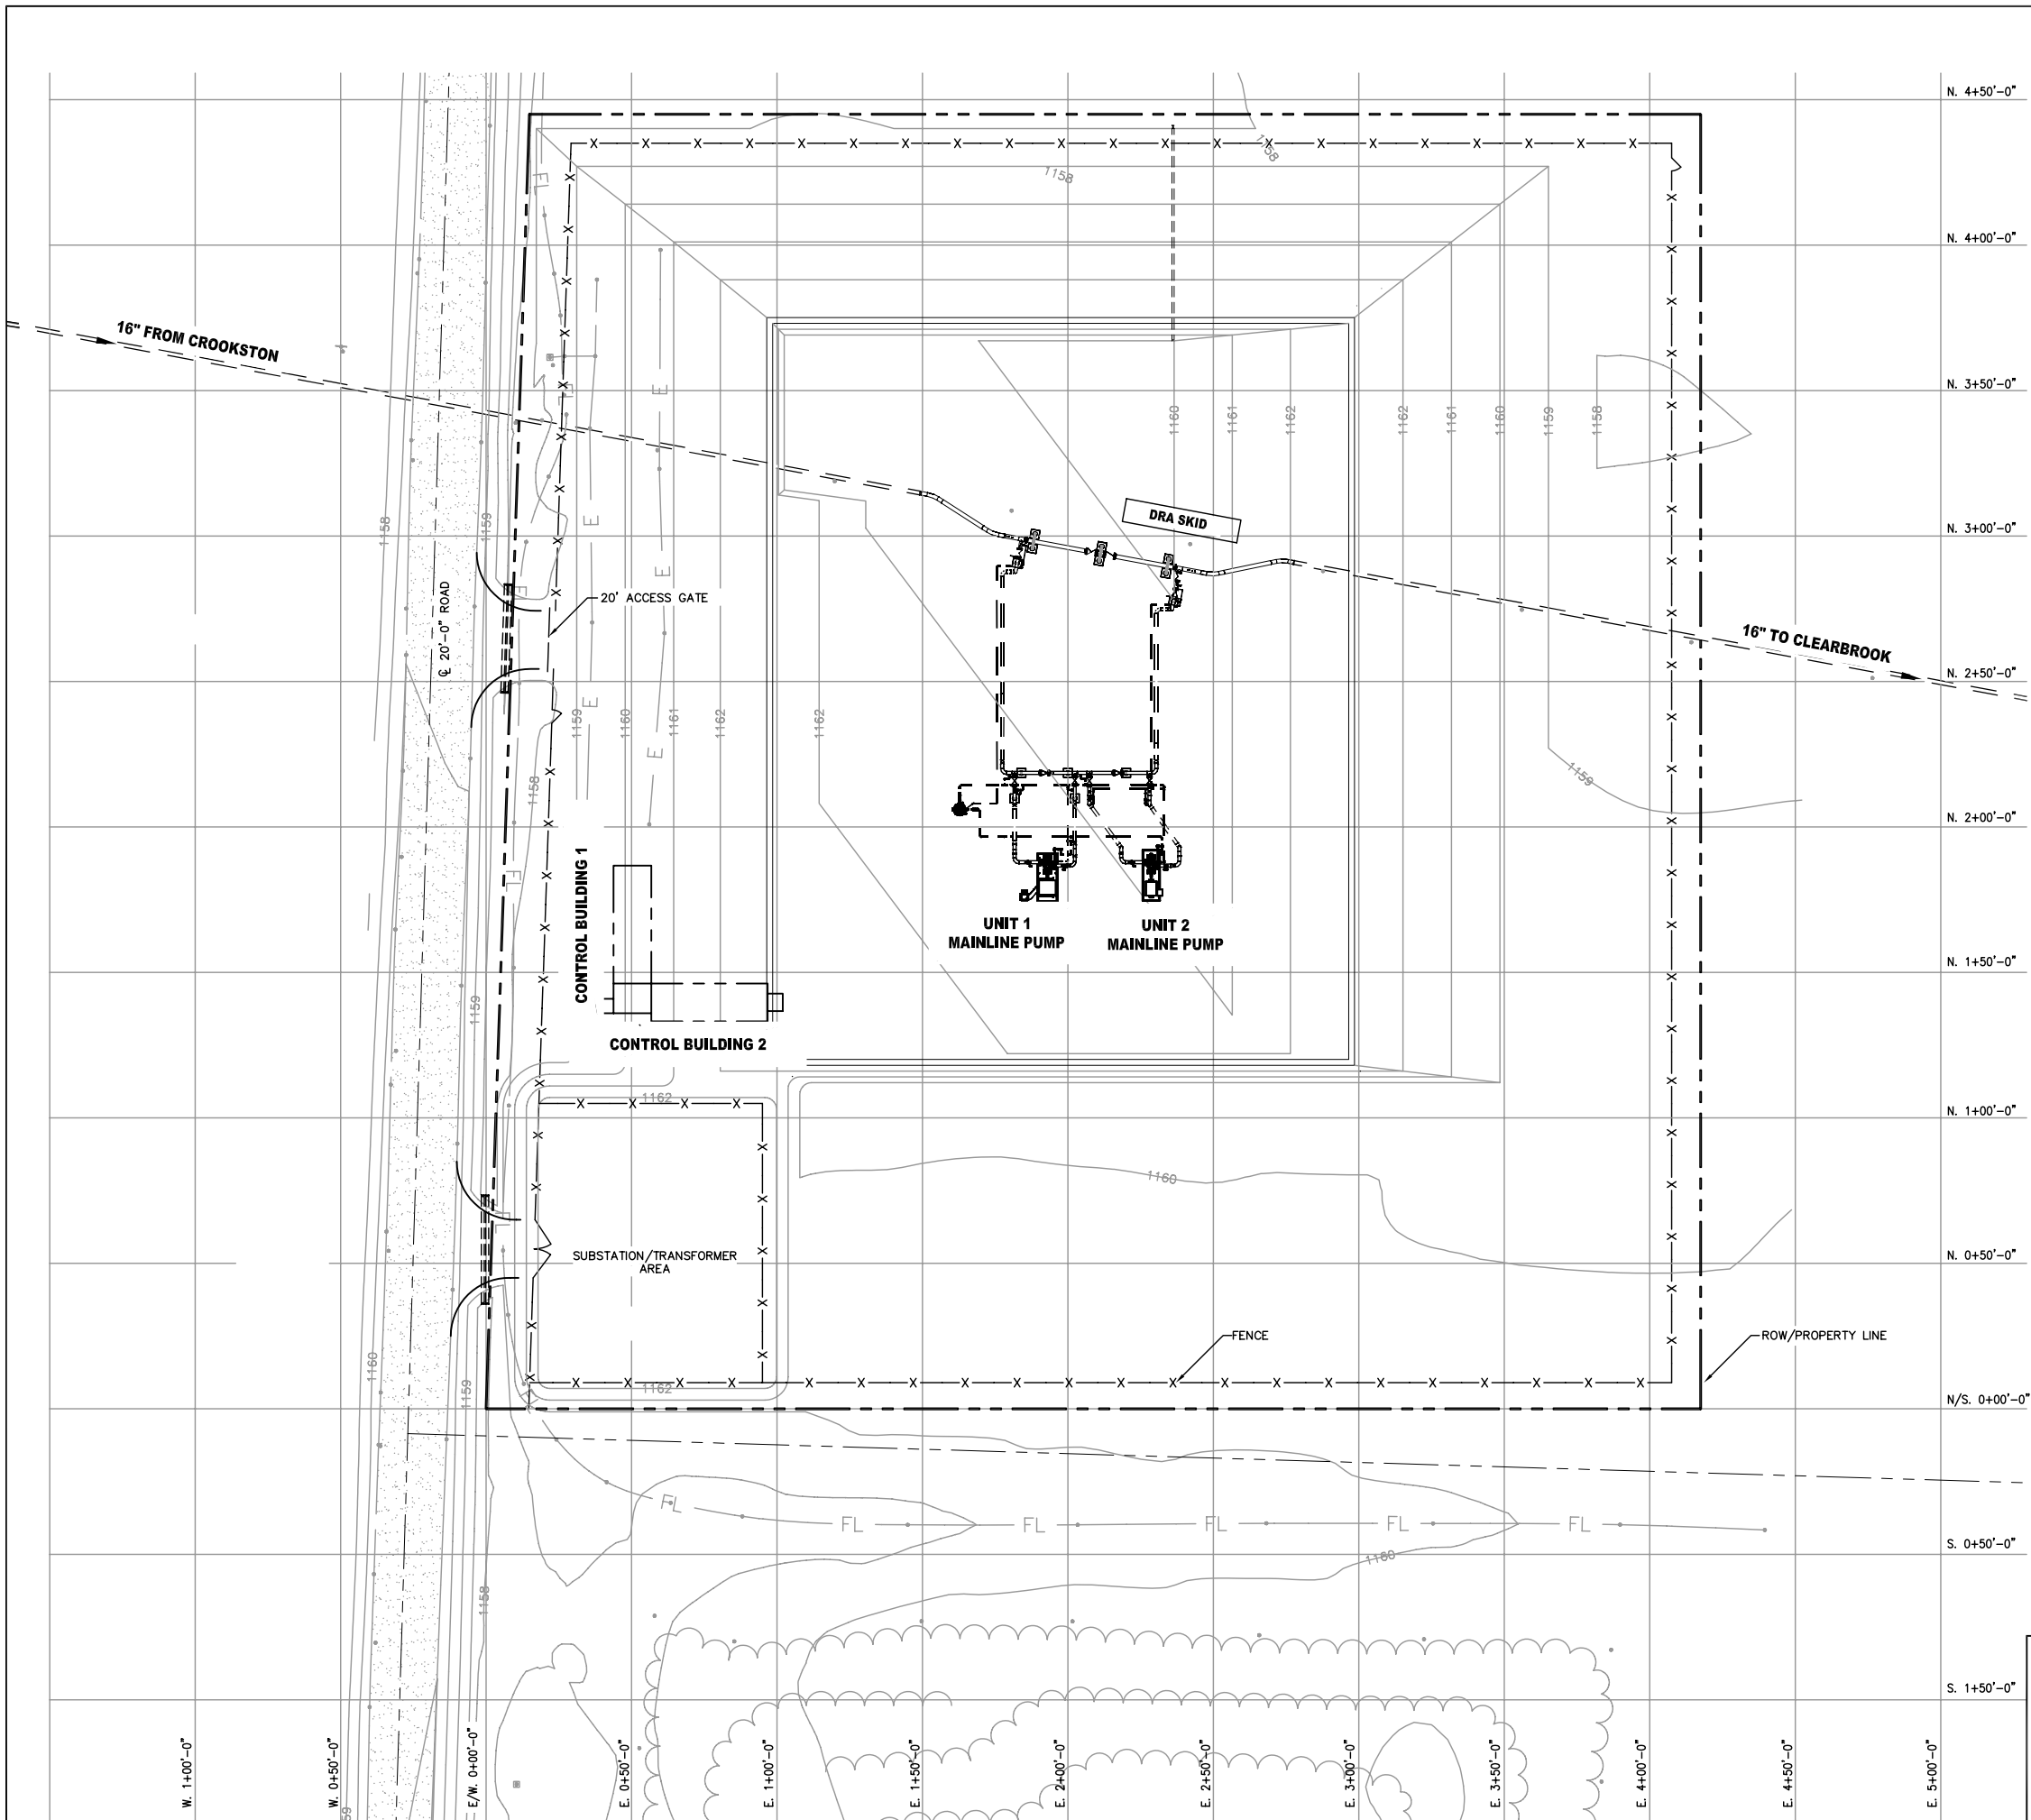 N. 4+50'-0"
1158
1158
FL
N. 4+00'-0"
16" FROM CROOKSTON
E
FL
N. 3+50'-0"
E
1160
1161
1162
1162
1161
1160
1159
1158
1158
1159
E
E
DRA SKID
N. 3+00'-0"
E
E
℄ 20'-0" ROAD
20' ACCESS GATE
16" TO CLEARBROOK
N. 2+50'-0"
E
E
1159
1160
1161
1162
1162
1158
1159
N. 2+00'-0"
FL
CONTROL BUILDING 1
UNIT 1
MAINLINE PUMP
UNIT 2
MAINLINE PUMP
N. 1+50'-0"
1159
CONTROL BUILDING 2
1162
N. 1+00'-0"
1160
FL
SUBSTATION/TRANSFORMER
AREA
N. 0+50'-0"
FENCE
ROW/PROPERTY LINE
1160
1159
1162
N/S. 0+00'-0"
FL
FL
FL
FL
FL
FL
S. 0+50'-0"
1160
1158
S. 1+50'-0"
W. 1+00'-0"
W. 0+50'-0"
E/W. 0+00'-0"
E. 0+50'-0"
E. 1+00'-0"
E. 1+50'-0"
E. 2+00'-0"
E. 2+50'-0"
E. 3+00'-0"
E. 3+50'-0"
E. 4+00'-0"
E. 4+50'-0"
E. 5+00'-0"